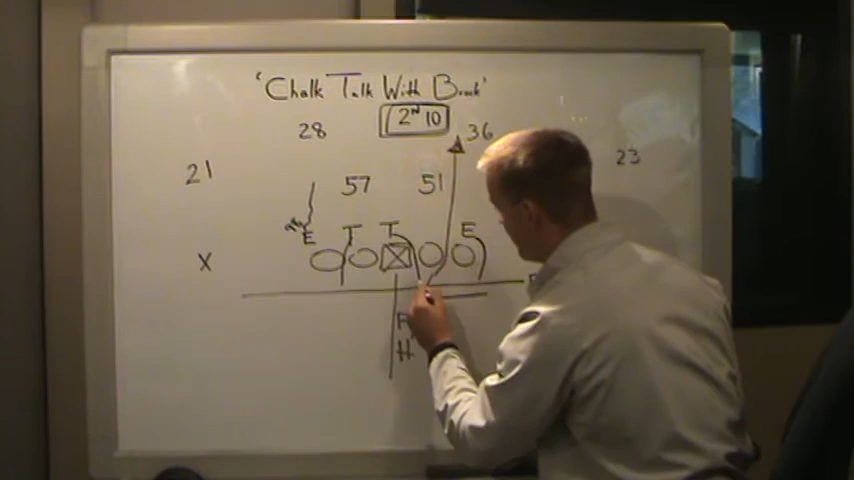 'Chalk Talk With Brock'
2ND 10
28 36
21 23
57 51
E T T E
X
F
H